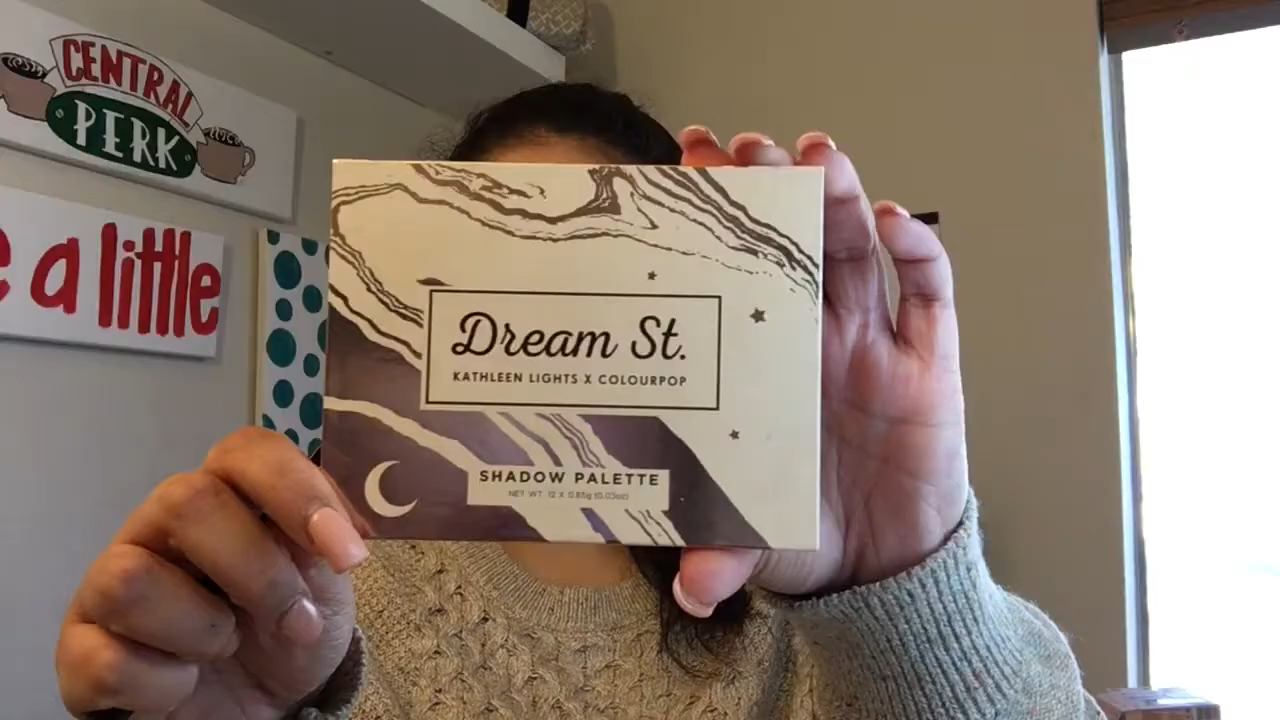 CENTRAL
PERK
a little
Dream St.
KATHLEEN LIGHTS X COLOURPOP
SHADOW PALETTE
NET WT. 12 X 0.85g (0.03oz)